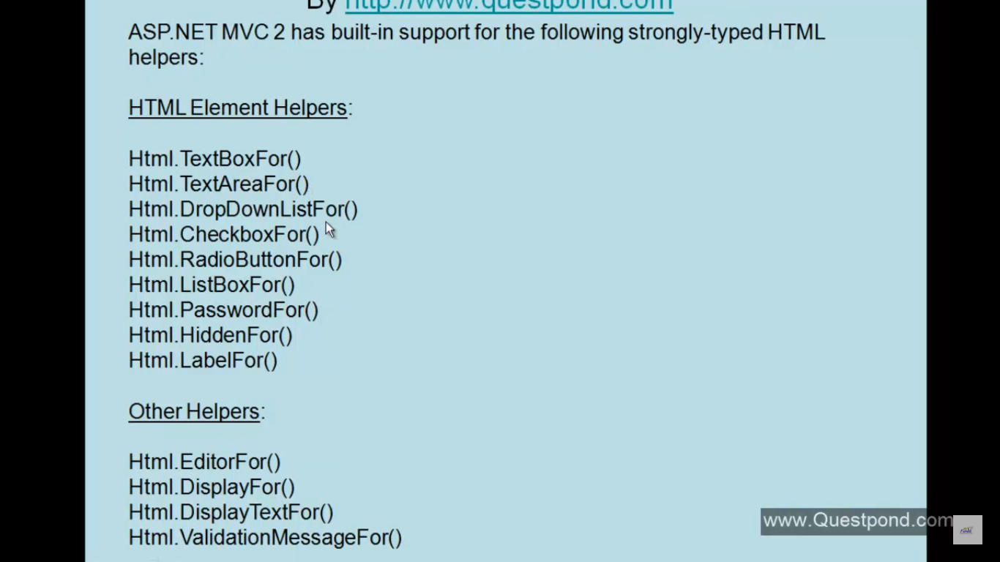 By http://www.questpond.com
ASP.NET MVC 2 has built-in support for the following strongly-typed HTML
helpers:
HTML Element Helpers:
Html.TextBoxFor()
Html.TextAreaFor()
Html.DropDownListFor()
Html.CheckboxFor()
Html.RadioButtonFor()
Html.ListBoxFor()
Html.PasswordFor()
Html.HiddenFor()
Html.LabelFor()
Other Helpers:
Html.EditorFor()
Html.DisplayFor()
Html.DisplayTextFor()
Html.ValidationMessageFor()
www.Questpond.com